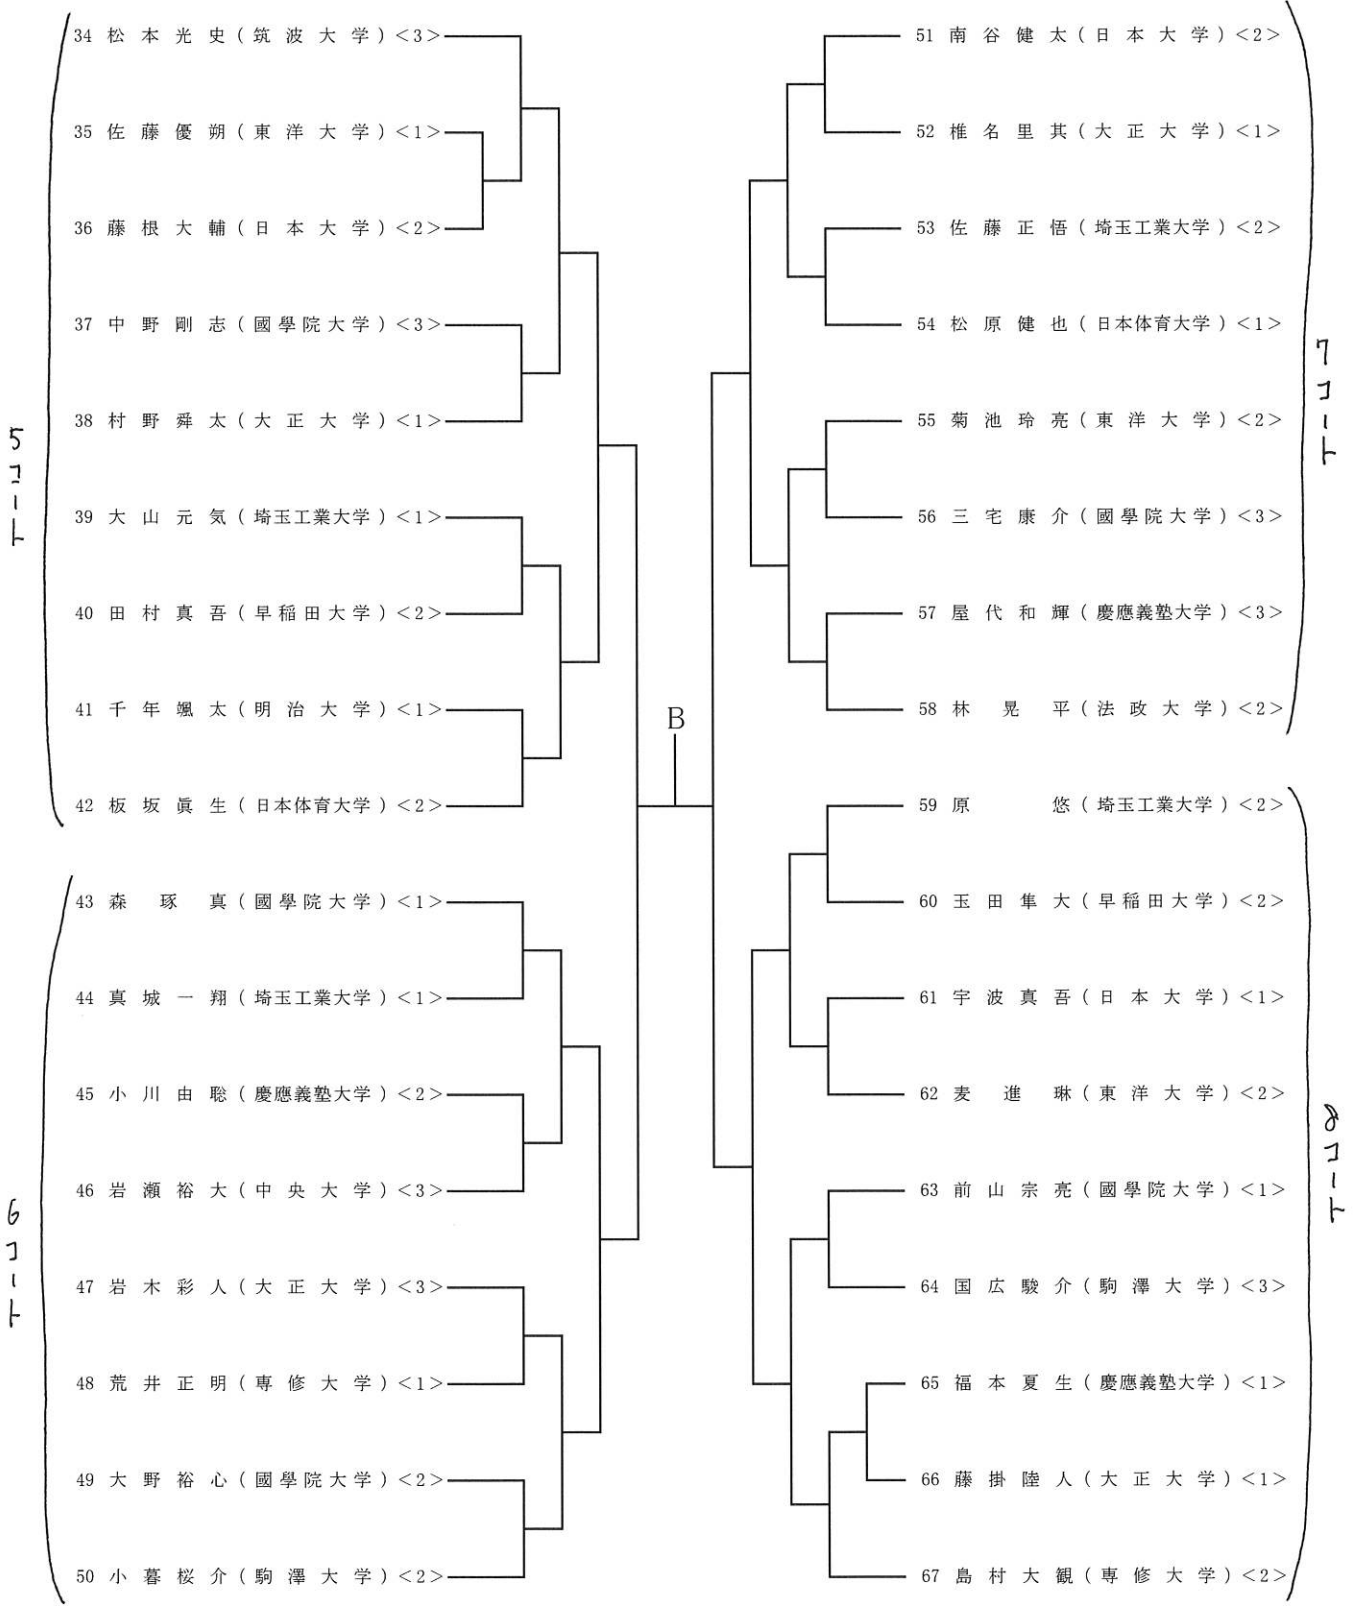 5コート
34 松本光史(筑波大学)<3>
35 佐藤優朔(東洋大学)<1>
36 藤根大輔(日本大学)<2>
37 中野剛志(國學院大学)<3>
38 村野舜太(大正大学)<1>
39 大山元気(埼玉工業大学)<1>
40 田村真吾(早稲田大学)<2>
41 千年颯太(明治大学)<1>
42 板坂眞生(日本体育大学)<2>
6コート
43 森琢真(國學院大学)<1>
44 真城一翔(埼玉工業大学)<1>
45 小川由聡(慶應義塾大学)<2>
46 岩瀬裕大(中央大学)<3>
47 岩木彩人(大正大学)<3>
48 荒井正明(専修大学)<1>
49 大野裕心(國學院大学)<2>
50 小暮桜介(駒澤大学)<2>
B
51 南谷健太(日本大学)<2>
52 椎名里其(大正大学)<1>
53 佐藤正悟(埼玉工業大学)<2>
54 松原健也(日本体育大学)<1>
55 菊池玲亮(東洋大学)<2>
56 三宅康介(國學院大学)<3>
57 屋代和輝(慶應義塾大学)<3>
58 林晃平(法政大学)<2>
7コート
59 原悠(埼玉工業大学)<2>
60 玉田隼大(早稲田大学)<2>
61 宇波真吾(日本大学)<1>
62 麦進琳(東洋大学)<2>
63 前山宗亮(國學院大学)<1>
64 国広駿介(駒澤大学)<3>
65 福本夏生(慶應義塾大学)<1>
66 藤掛陸人(大正大学)<1>
67 島村大観(専修大学)<2>
8コート